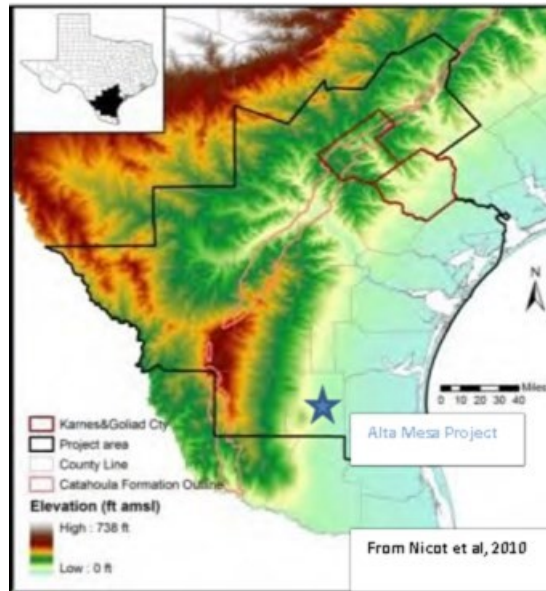 N
Miles
0 5 10 20 30 40
Karnes&Goliad Cty
Project area
County Line
Catahoula Formation Outline
Elevation (ft amsl)
High : 738 ft
Low : 0 ft
Alta Mesa Project
From Nicot et al, 2010